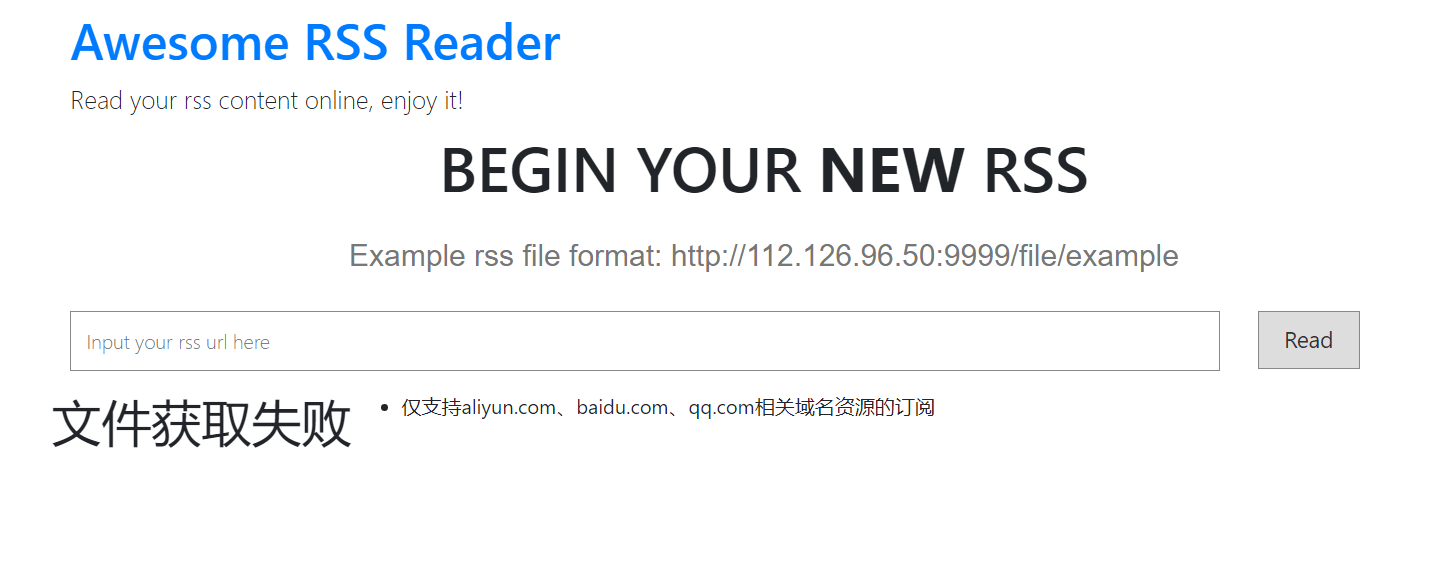 Awesome RSS Reader
Read your rss content online, enjoy it!
BEGIN YOUR NEW RSS
Example rss file format: http://112.126.96.50:9999/file/example
Input your rss url here
Read
文件获取失败
仅支持aliyun.com、baidu.com、qq.com相关域名资源的订阅